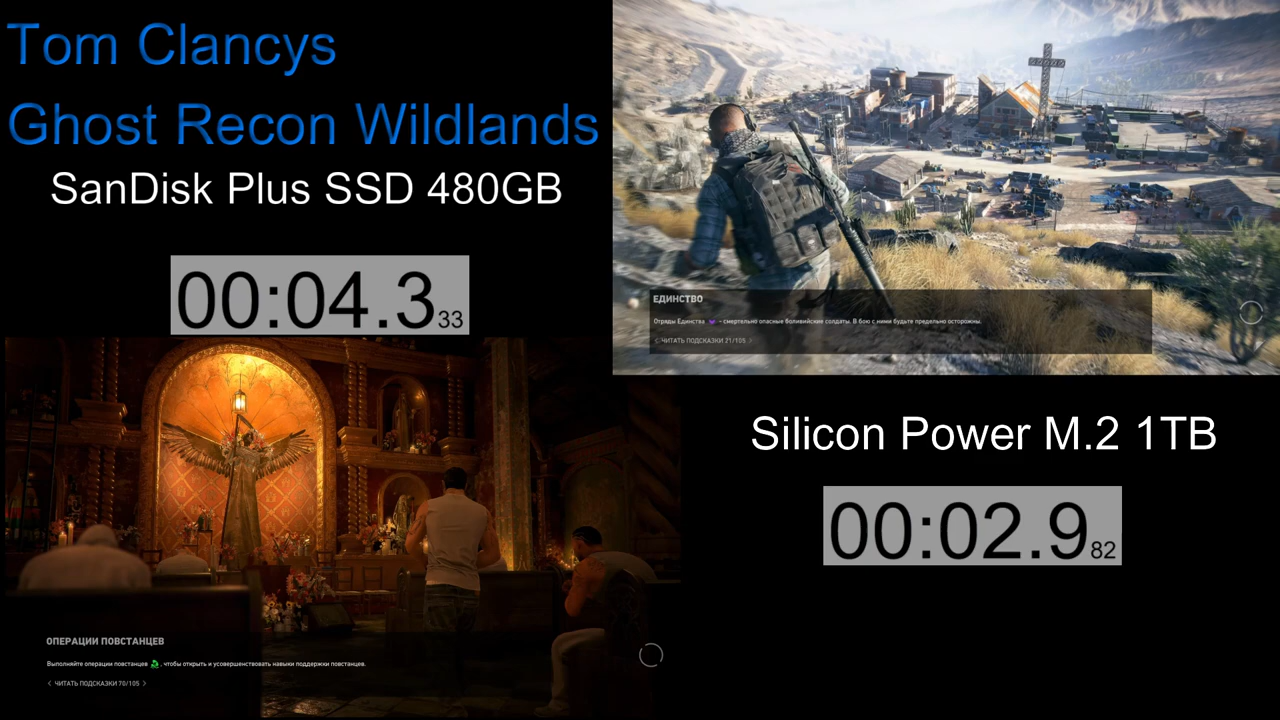 Tom Clancys
Ghost Recon Wildlands
SanDisk Plus SSD 480GB
00:04.333
ЕДИНСТВО
Отряды Единства – смертельно опасные боливийские солдаты. В бою с ними будьте предельно осторожны.
< ЧИТАТЬ ПОДСКАЗКИ 21/105 >
Silicon Power M.2 1TB
00:02.982
ОПЕРАЦИИ ПОВСТАНЦЕВ
Выполняйте операции повстанцев , чтобы открыть и усовершенствовать навыки поддержки повстанцев.
< ЧИТАТЬ ПОДСКАЗКИ 70/105 >